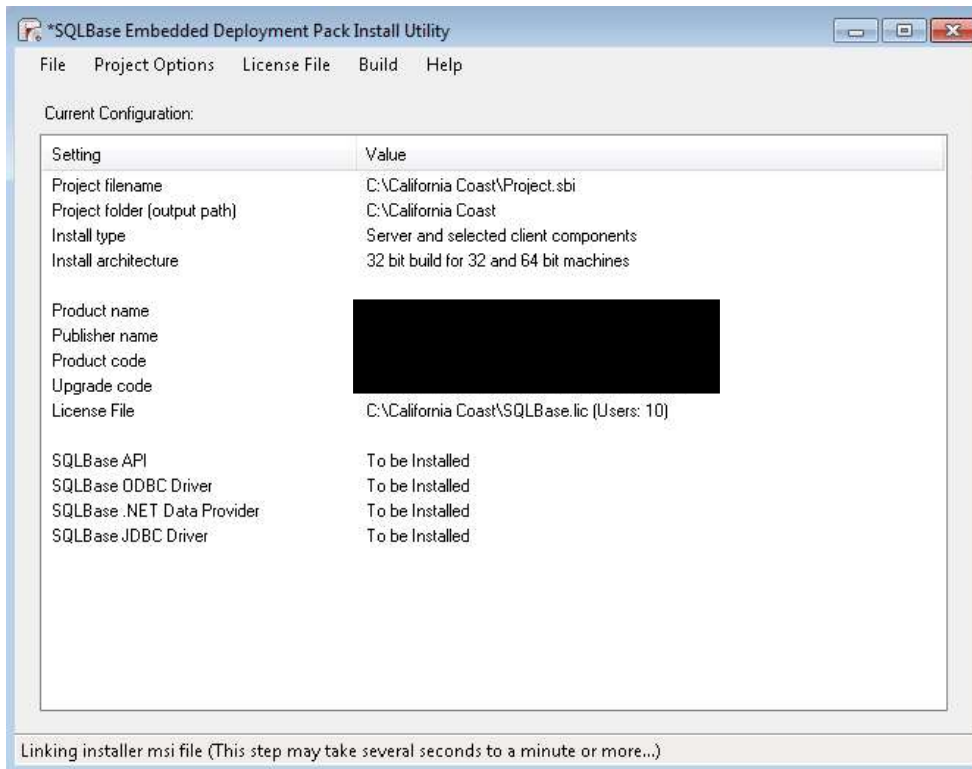 *SQLBase Embedded Deployment Pack Install Utility
File Project Options License File Build Help
Current Configuration:
Setting Value
Project filename C:\California Coast\Project.sbi
Project folder (output path) C:\California Coast
Install type Server and selected client components
Install architecture 32 bit build for 32 and 64 bit machines
Product name
Publisher name
Product code
Upgrade code
License File C:\California Coast\SQLBase.lic (Users: 10)
SQLBase API To be Installed
SQLBase ODBC Driver To be Installed
SQLBase .NET Data Provider To be Installed
SQLBase JDBC Driver To be Installed
Linking installer msi file (This step may take several seconds to a minute or more...)